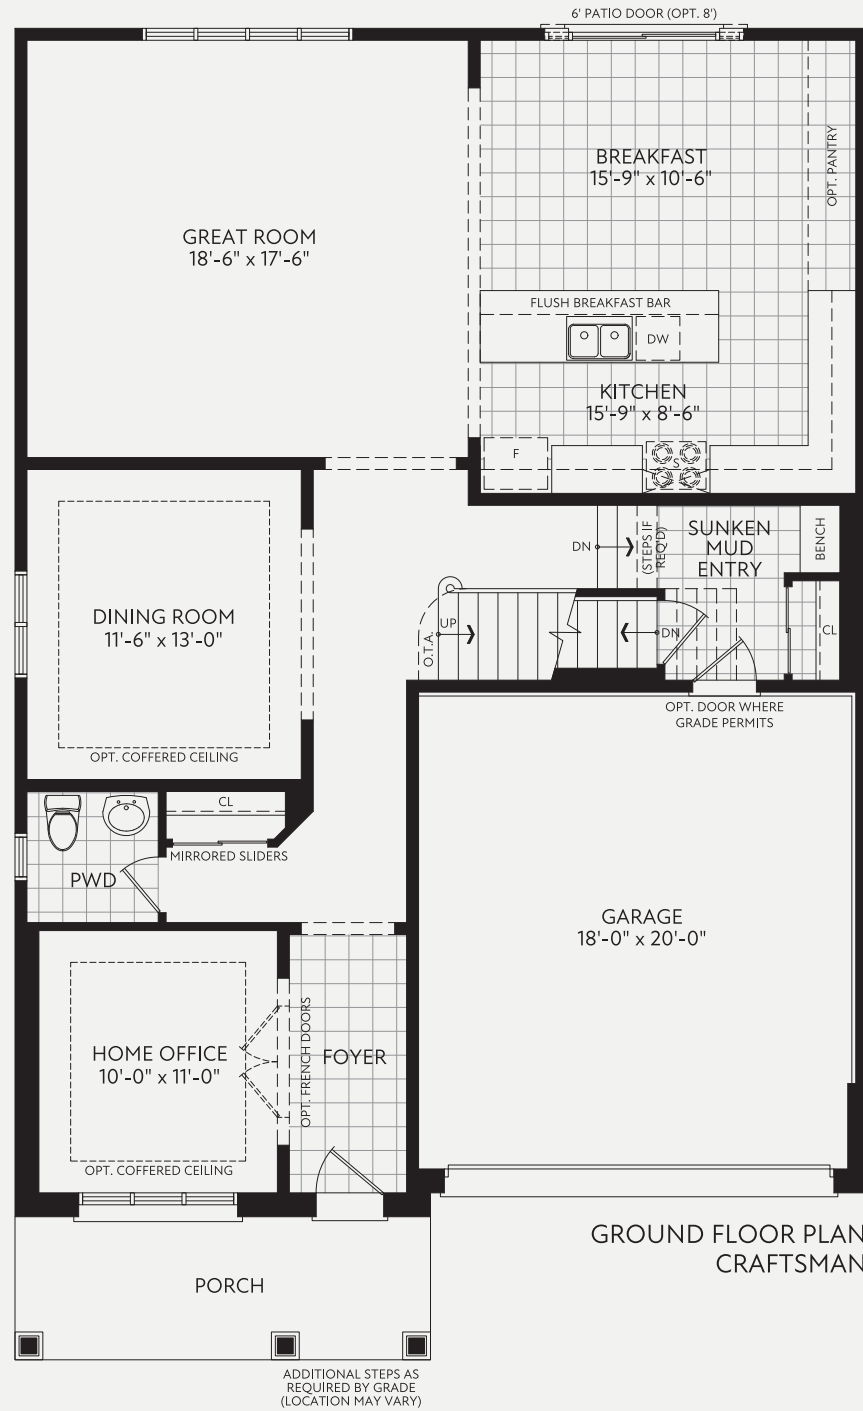 6' PATIO DOOR (OPT. 8')
BREAKFAST
15'-9" x 10'-6"
OPT. PANTRY
GREAT ROOM
18'-6" x 17'-6"
FLUSH BREAKFAST BAR
DW
KITCHEN
15'-9" x 8'-6"
F
S
DN
(STEPS IF
REQ'D)
SUNKEN
MUD
ENTRY
BENCH
DINING ROOM
11'-6" x 13'-0"
O.T.A.
UP
DN
CL
OPT. DOOR WHERE
GRADE PERMITS
OPT. COFFERED CEILING
CL
MIRRORED SLIDERS
PWD
GARAGE
18'-0" x 20'-0"
HOME OFFICE
10'-0" x 11'-0"
OPT. FRENCH DOORS
FOYER
OPT. COFFERED CEILING
GROUND FLOOR PLAN
CRAFTSMAN
PORCH
ADDITIONAL STEPS AS
REQUIRED BY GRADE
(LOCATION MAY VARY)